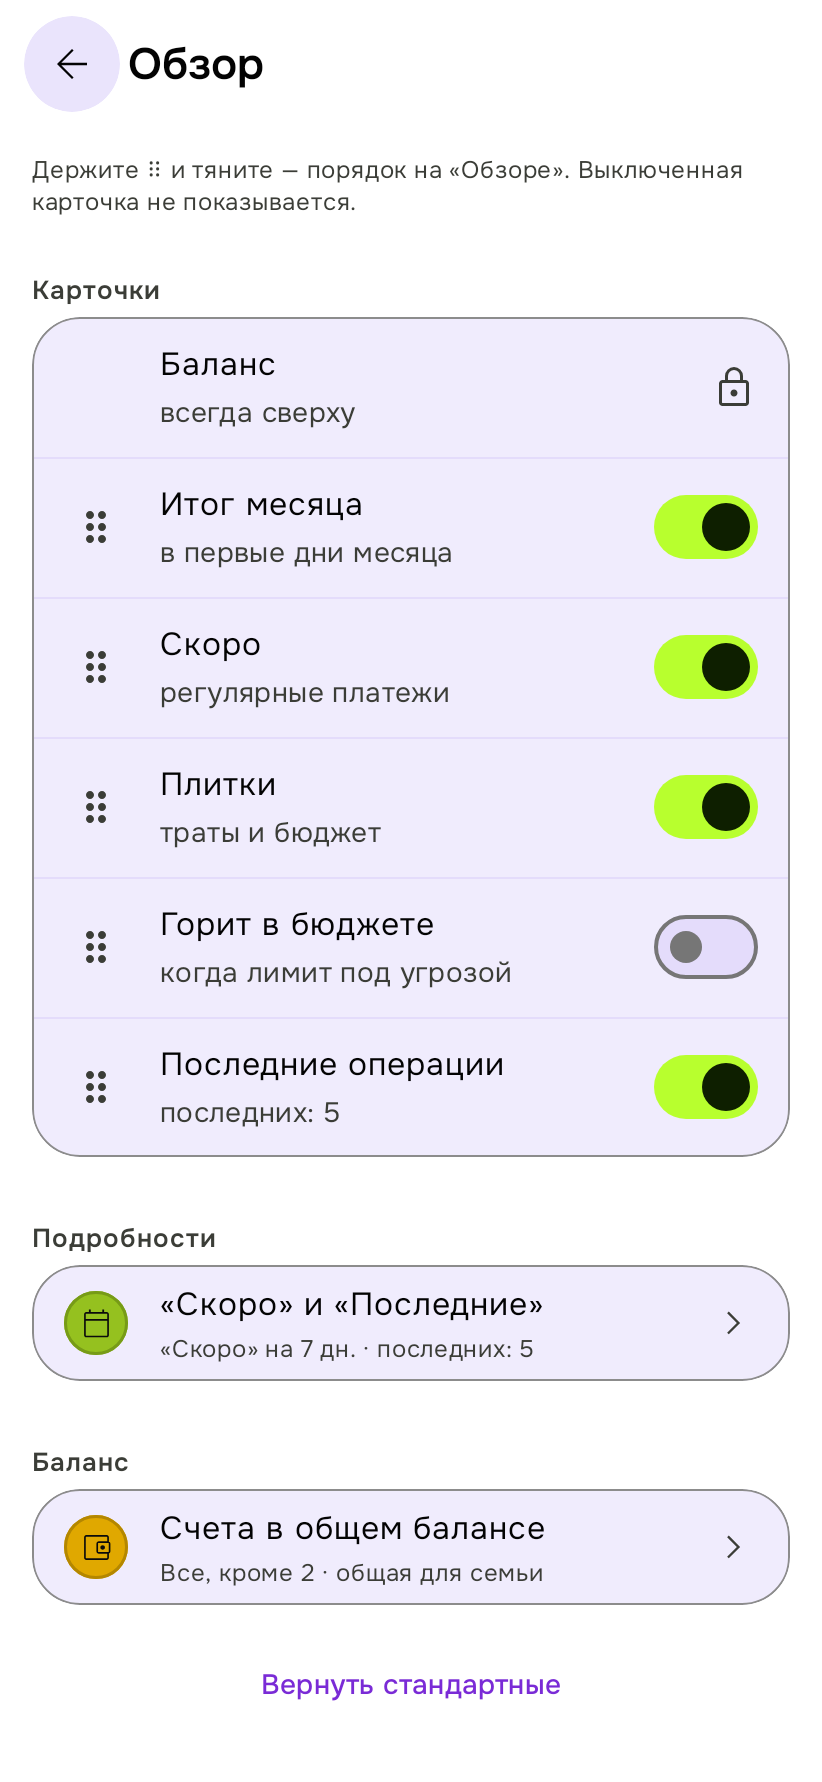 Обзор
Держите ⠿ и тяните — порядок на «Обзоре». Выключенная
карточка не показывается.
Карточки
Баланс
всегда сверху
Итог месяца
в первые дни месяца
Скоро
регулярные платежи
Плитки
траты и бюджет
Горит в бюджете
когда лимит под угрозой
Последние операции
последних: 5
Подробности
«Скоро» и «Последние»
«Скоро» на 7 дн. · последних: 5
Баланс
Счета в общем балансе
Все, кроме 2 · общая для семьи
Вернуть стандартные